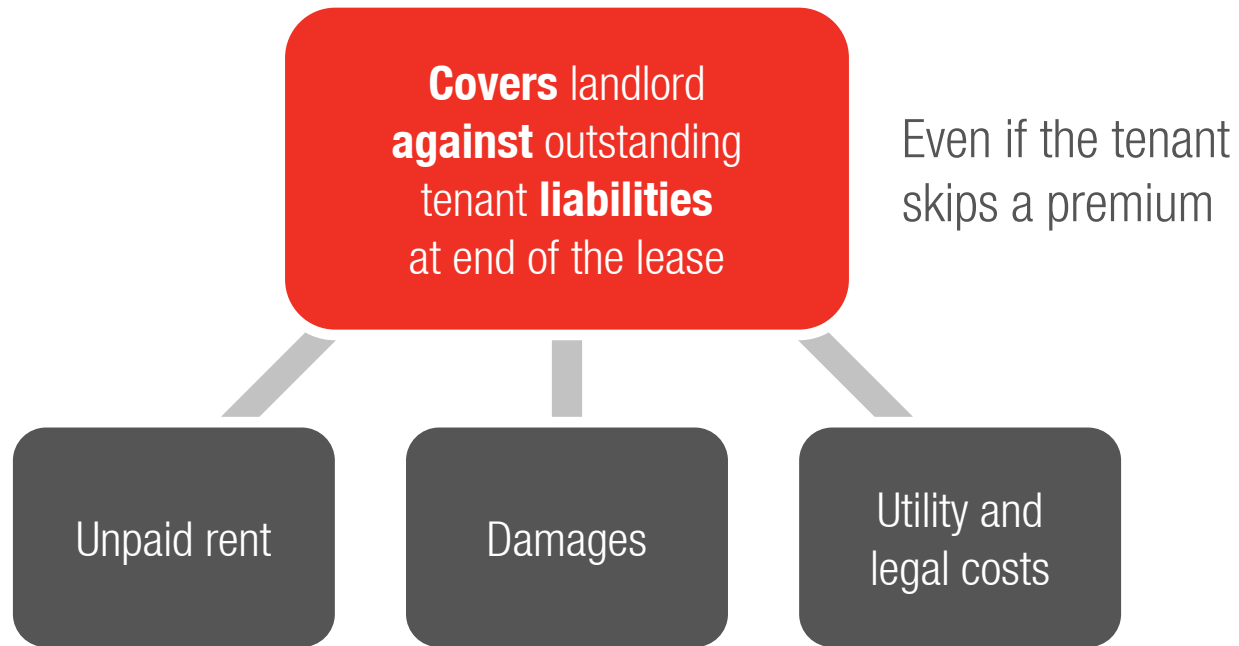 Covers landlord
against outstanding
tenant liabilities
at end of the lease
Even if the tenant
skips a premium
Unpaid rent
Damages
Utility and
legal costs